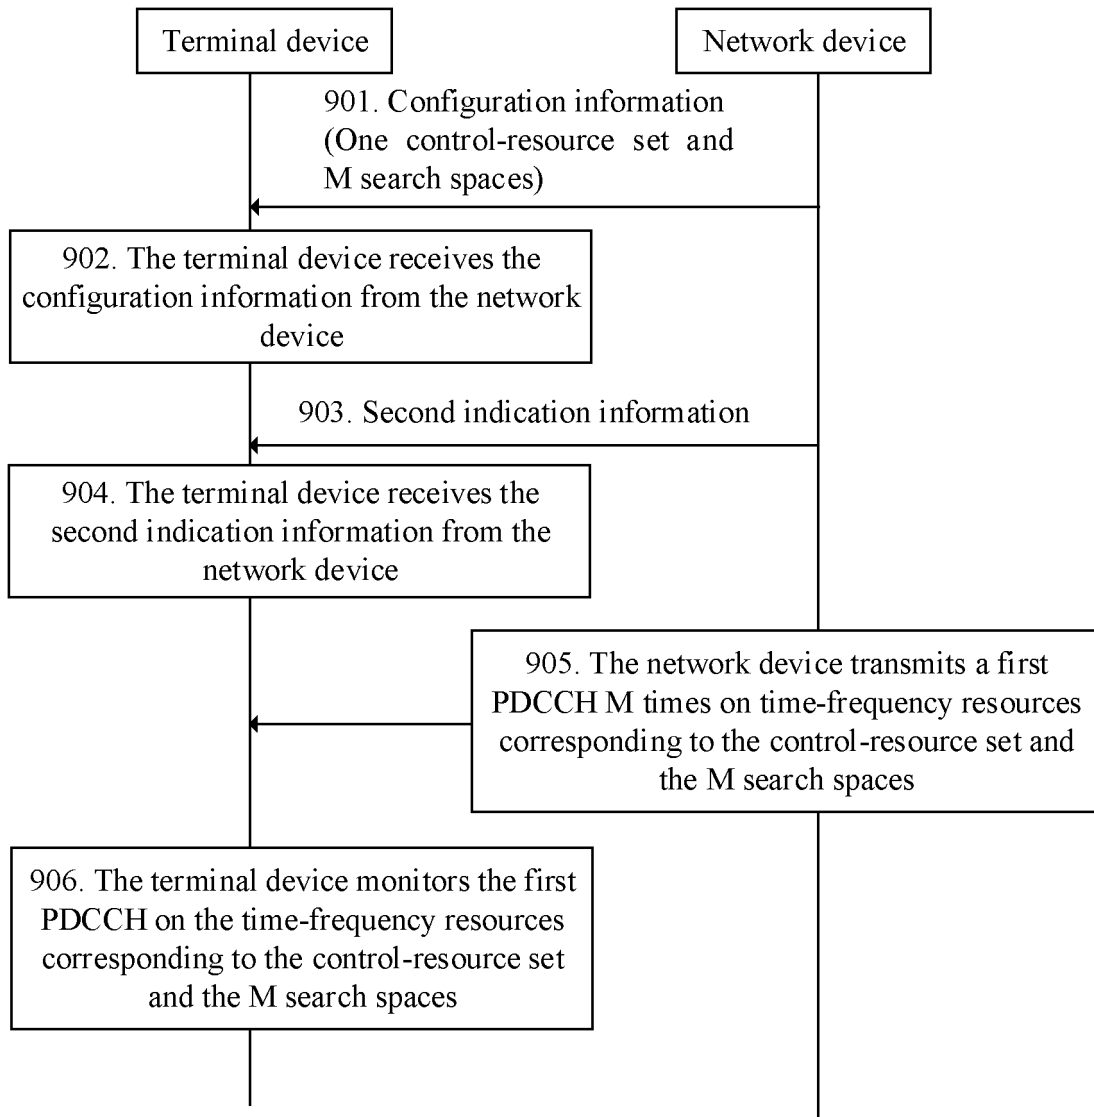 Terminal device
Network device
901. Configuration information
(One control-resource set and
M search spaces)
902. The terminal device receives the
configuration information from the network
device
903. Second indication information
904. The terminal device receives the
second indication information from the
network device
905. The network device transmits a first
PDCCH M times on time-frequency resources
corresponding to the control-resource set and
the M search spaces
906. The terminal device monitors the first
PDCCH on the time-frequency resources
corresponding to the control-resource set
and the M search spaces